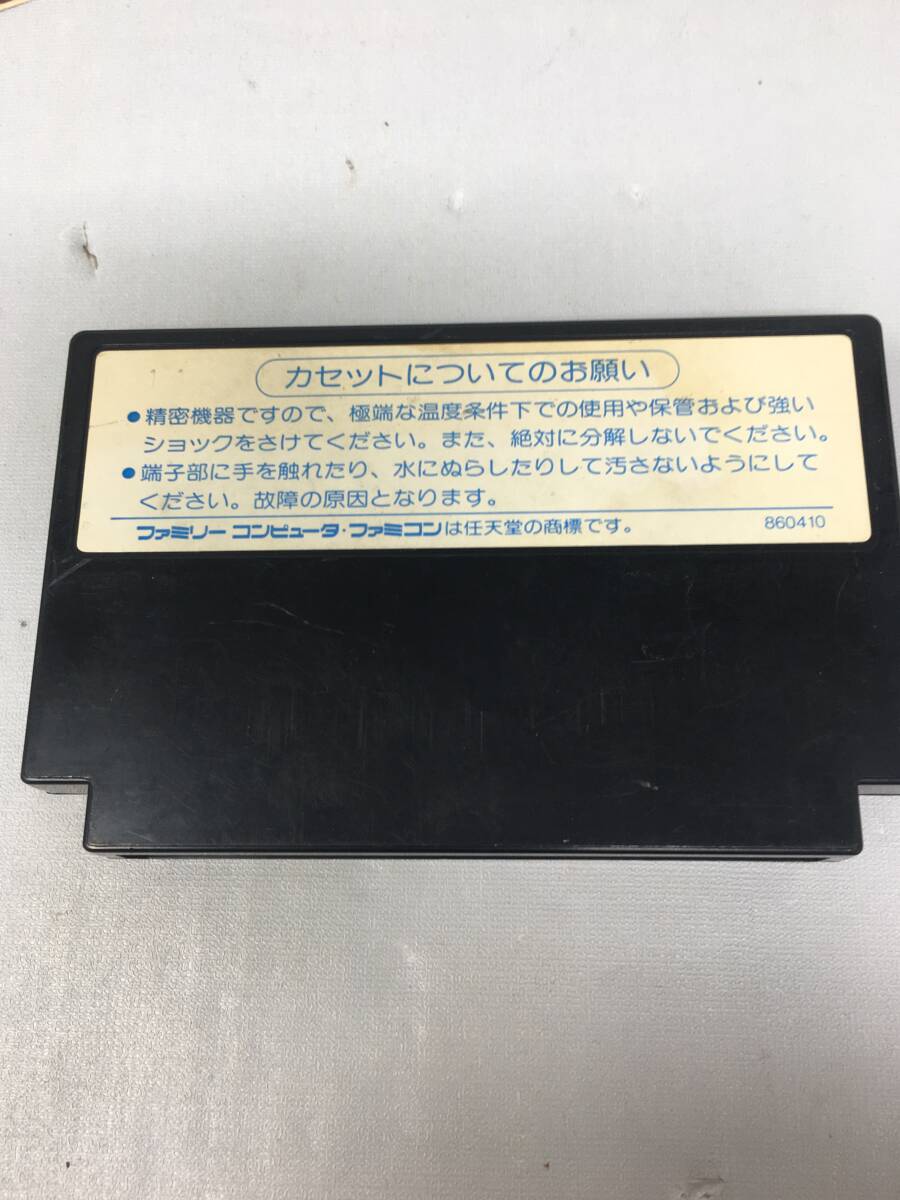 カセットについてのお願い
●精密機器ですので、極端な温度条件下での使用や保管および強い
ショックをさけてください。また、絶対に分解しないでください。
●端子部に手を触れたり、水にぬらしたりして汚さないようにして
ください。故障の原因となります。
ファミリーコンピュータ・ファミコンは任天堂の商標です。 860410